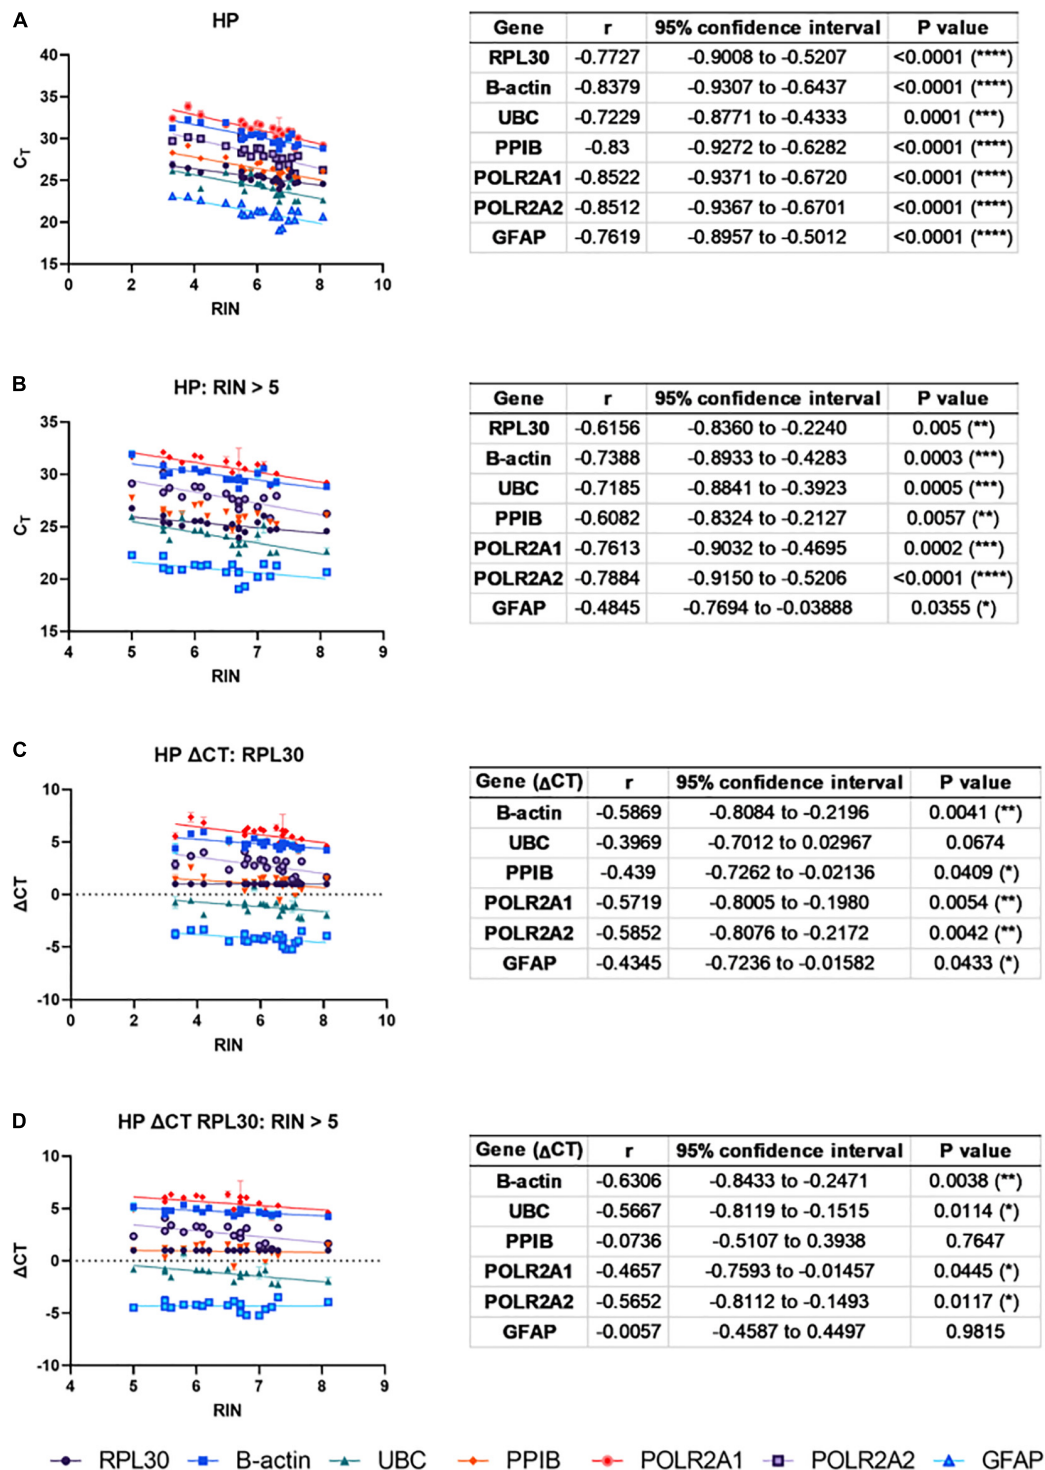 A
HP
40
35
30
25
20
15
C_T
0 2 4 6 8 10
RIN
Gene r 95% confidence interval P value
RPL30 -0.7727 -0.9008 to -0.5207 <0.0001 (****)
B-actin -0.8379 -0.9307 to -0.6437 <0.0001 (****)
UBC -0.7229 -0.8771 to -0.4333 0.0001 (***)
PPIB -0.83 -0.9272 to -0.6282 <0.0001 (****)
POLR2A1 -0.8522 -0.9371 to -0.6720 <0.0001 (****)
POLR2A2 -0.8512 -0.9367 to -0.6701 <0.0001 (****)
GFAP -0.7619 -0.8957 to -0.5012 <0.0001 (****)
B
HP: RIN > 5
35
30
25
20
15
C_T
4 5 6 7 8 9
RIN
Gene r 95% confidence interval P value
RPL30 -0.6156 -0.8360 to -0.2240 0.005 (**)
B-actin -0.7388 -0.8933 to -0.4283 0.0003 (***)
UBC -0.7185 -0.8841 to -0.3923 0.0005 (***)
PPIB -0.6082 -0.8324 to -0.2127 0.0057 (**)
POLR2A1 -0.7613 -0.9032 to -0.4695 0.0002 (***)
POLR2A2 -0.7884 -0.9150 to -0.5206 <0.0001 (****)
GFAP -0.4845 -0.7694 to -0.03888 0.0355 (*)
C
HP ΔCT: RPL30
10
5
0
-5
-10
ΔCT
0 2 4 6 8 10
RIN
Gene (ΔCT) r 95% confidence interval P value
B-actin -0.5869 -0.8084 to -0.2196 0.0041 (**)
UBC -0.3969 -0.7012 to 0.02967 0.0674
PPIB -0.439 -0.7262 to -0.02136 0.0409 (*)
POLR2A1 -0.5719 -0.8005 to -0.1980 0.0054 (**)
POLR2A2 -0.5852 -0.8076 to -0.2172 0.0042 (**)
GFAP -0.4345 -0.7236 to -0.01582 0.0433 (*)
D
HP ΔCT RPL30: RIN > 5
10
5
0
-5
-10
ΔCT
4 5 6 7 8 9
RIN
Gene (ΔCT) r 95% confidence interval P value
B-actin -0.6306 -0.8433 to -0.2471 0.0038 (**)
UBC -0.5667 -0.8119 to -0.1515 0.0114 (*)
PPIB -0.0736 -0.5107 to 0.3938 0.7647
POLR2A1 -0.4657 -0.7593 to -0.01457 0.0445 (*)
POLR2A2 -0.5652 -0.8112 to -0.1493 0.0117 (*)
GFAP -0.0057 -0.4587 to 0.4497 0.9815
RPL30 B-actin UBC PPIB POLR2A1 POLR2A2 GFAP